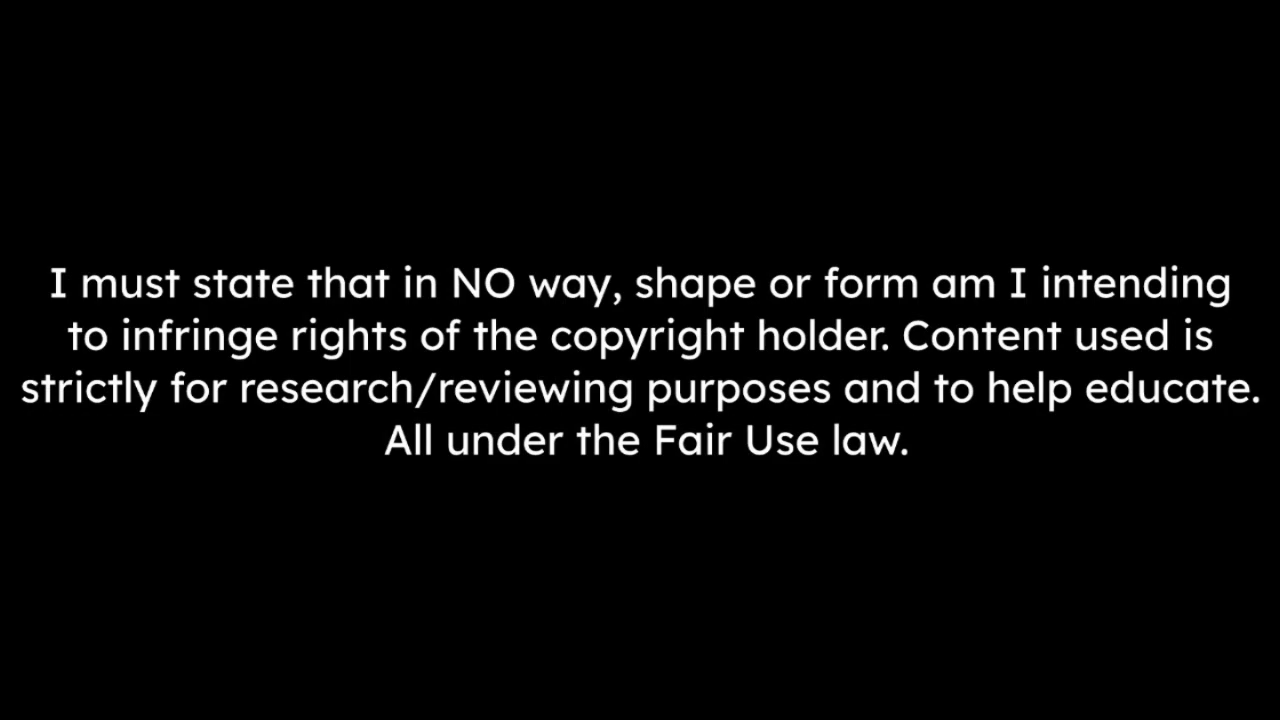 I must state that in NO way, shape or form am I intending
to infringe rights of the copyright holder. Content used is
strictly for research/reviewing purposes and to help educate.
All under the Fair Use law.